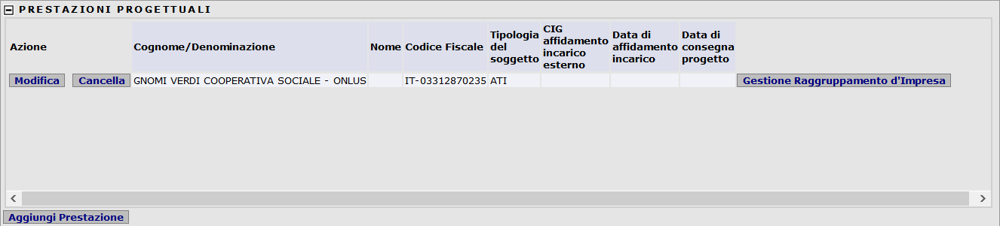 PRESTAZIONI PROGETTUALI
Azione Cognome/Denominazione Nome Codice Fiscale Tipologia del soggetto CIG affidamento incarico esterno Data di affidamento incarico Data di consegna progetto
Modifica Cancella GNOMI VERDI COOPERATIVA SOCIALE - ONLUS IT-03312870235 ATI Gestione Raggruppamento d'Impresa
Aggiungi Prestazione